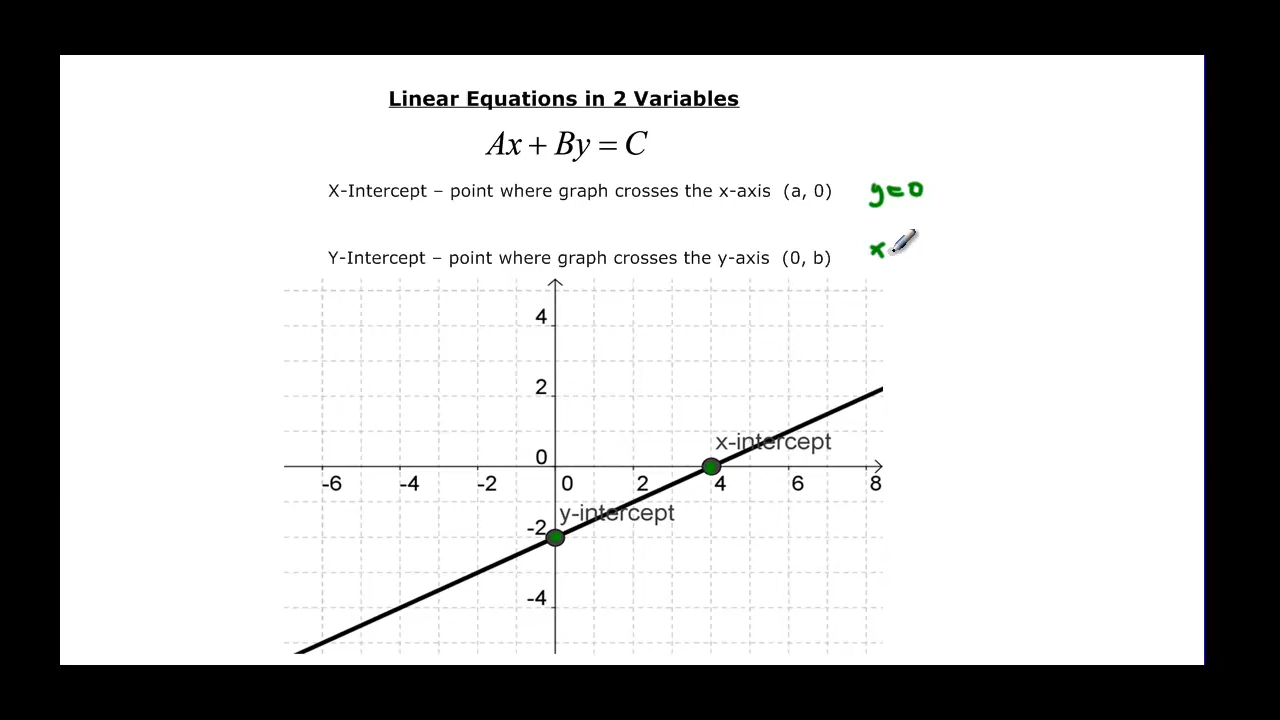 Linear Equations in 2 Variables
Ax + By = C
X-Intercept – point where graph crosses the x-axis (a, 0) y=0
Y-Intercept – point where graph crosses the y-axis (0, b) x
4
2
x-intercept
0
-6 -4 -2 0 2 4 6 8
y-intercept
-2
-4